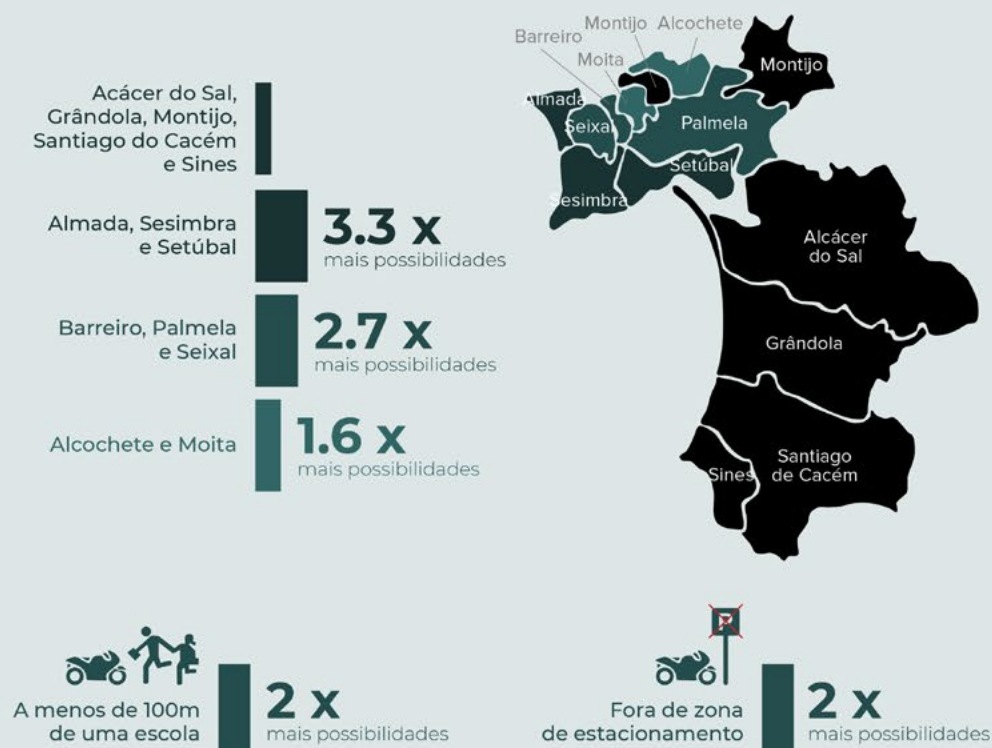 Acácer do Sal,
Grândola, Montijo,
Santiago do Cacém
e Sines
Almada, Sesimbra
e Setúbal
3.3 x
mais possibilidades
Barreiro, Palmela
e Seixal
2.7 x
mais possibilidades
Alcochete e Moita
1.6 x
mais possibilidades
Montijo
Alcochete
Barreiro
Moita
Montijo
Almada
Seixal
Palmela
Setúbal
Sesimbra
Alcácer
do Sal
Grândola
Santiago
de Cacém
Sines
A menos de 100m
de uma escola
2 x
mais possibilidades
P
Fora de zona
de estacionamento
2 x
mais possibilidades